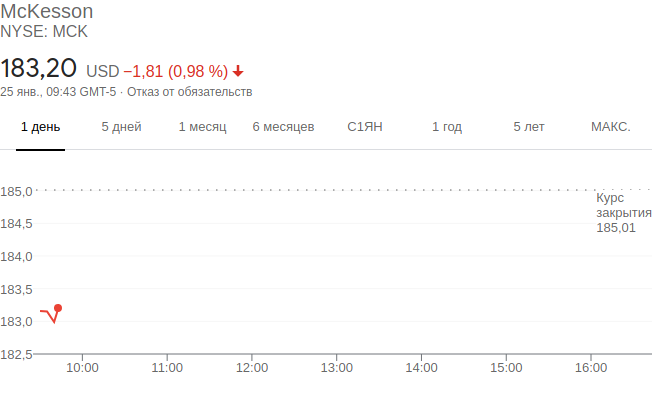 McKesson
NYSE: MCK
183,20 USD −1,81 (0,98 %)
25 янв., 09:43 GMT-5 · Отказ от обязательств
1 день 5 дней 1 месяц 6 месяцев С1ЯН 1 год 5 лет МАКС.
185,0
Курс
закрытия
185,01
184,5
184,0
183,5
183,0
182,5
10:00 11:00 12:00 13:00 14:00 15:00 16:00